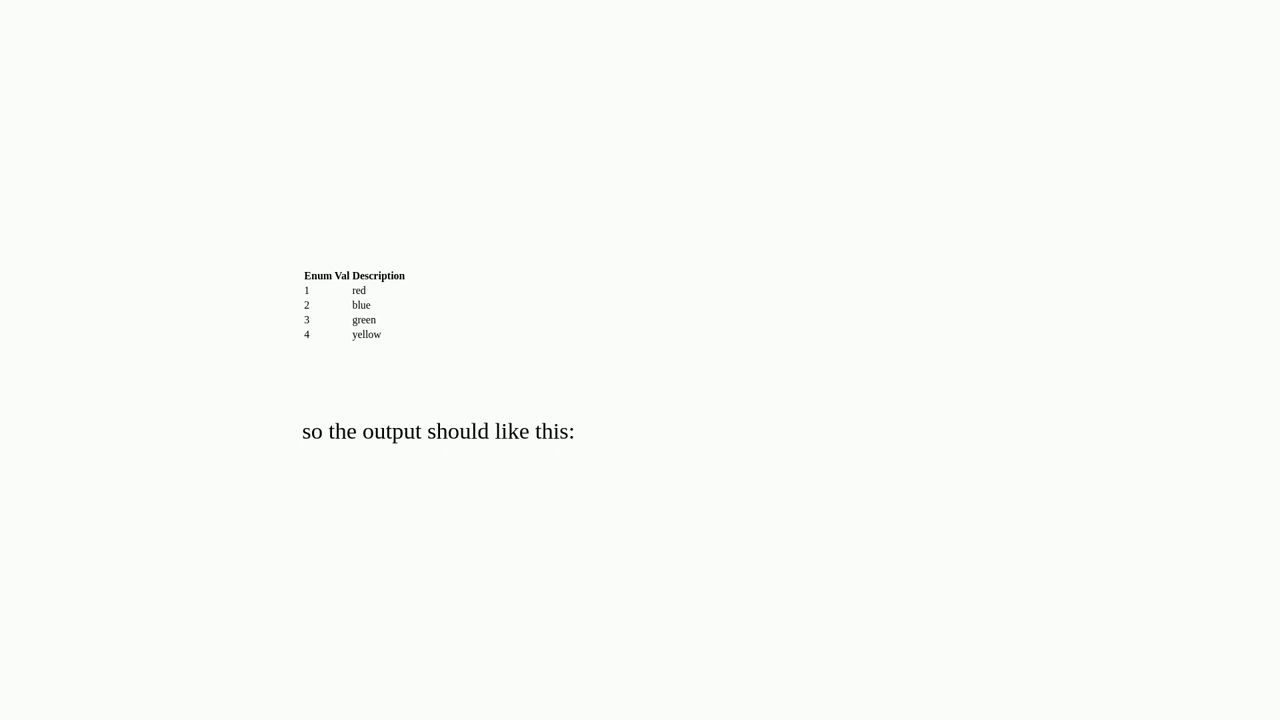 Enum Val Description
1 red
2 blue
3 green
4 yellow
so the output should like this: